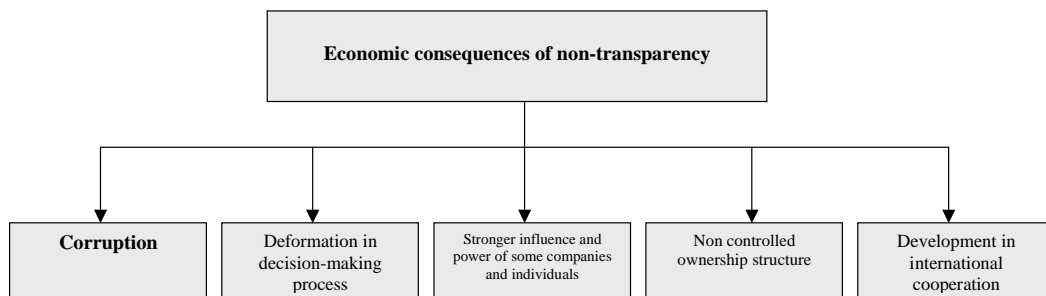 Economic consequences of non-transparency
Corruption
Deformation in
decision-making
process
Stronger influence and
power of some companies
and individuals
Non controlled
ownership structure
Development in
international
cooperation